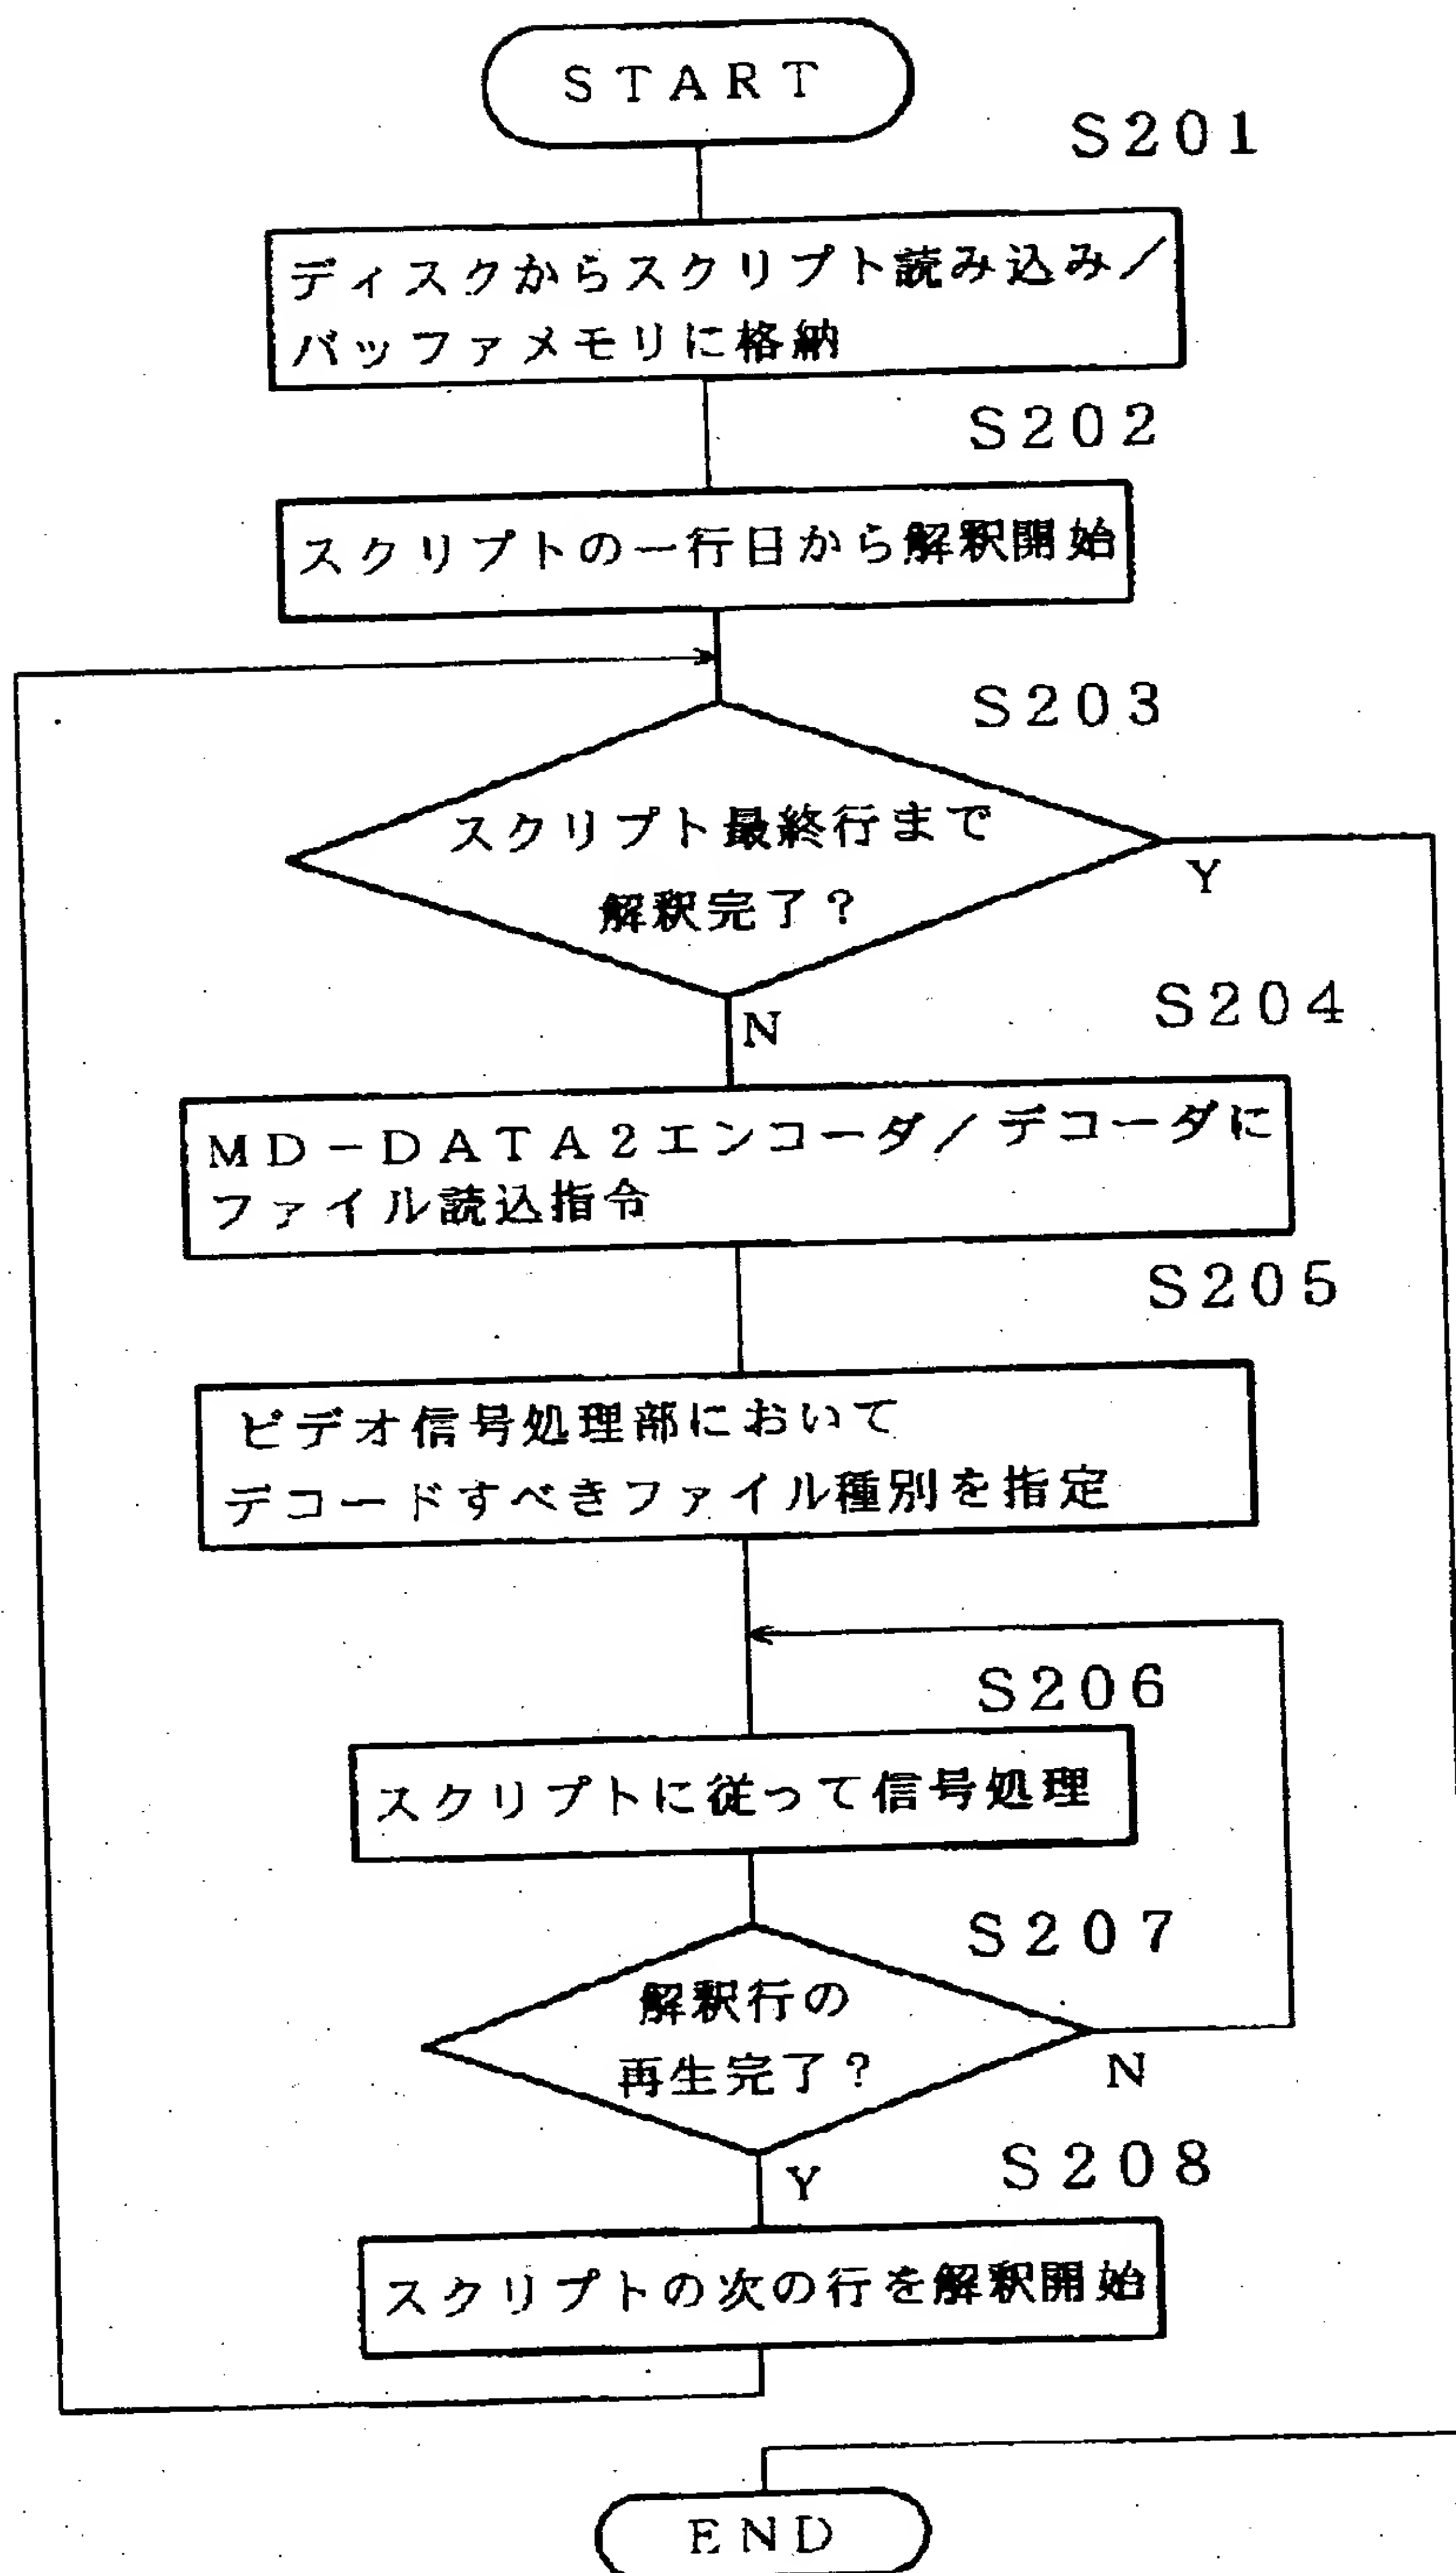 START
S201
ディスクからスクリプト読み込み／
バッファメモリに格納
S202
スクリプトの一行日から解釈開始
S203
スクリプト最終行まで
解釈完了？
Y
N
S204
MD－DATA2エンコーダ／デコーダに
ファイル読込指令
S205
ビデオ信号処理部において
デコードすべきファイル種別を指定
S206
スクリプトに従って信号処理
S207
解釈行の
再生完了？
N
Y
S208
スクリプトの次の行を解釈開始
END